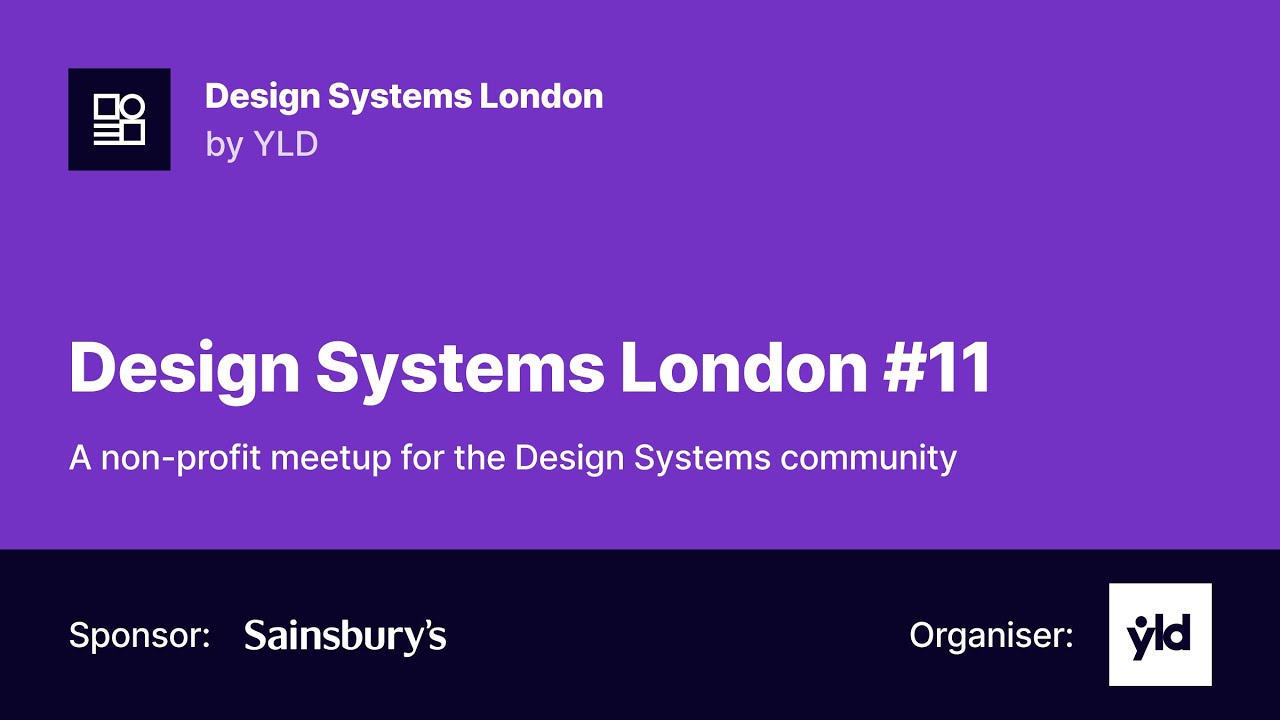 Design Systems London
by YLD
Design Systems London #11
A non-profit meetup for the Design Systems community
Sponsor: Sainsbury's
Organiser: yld